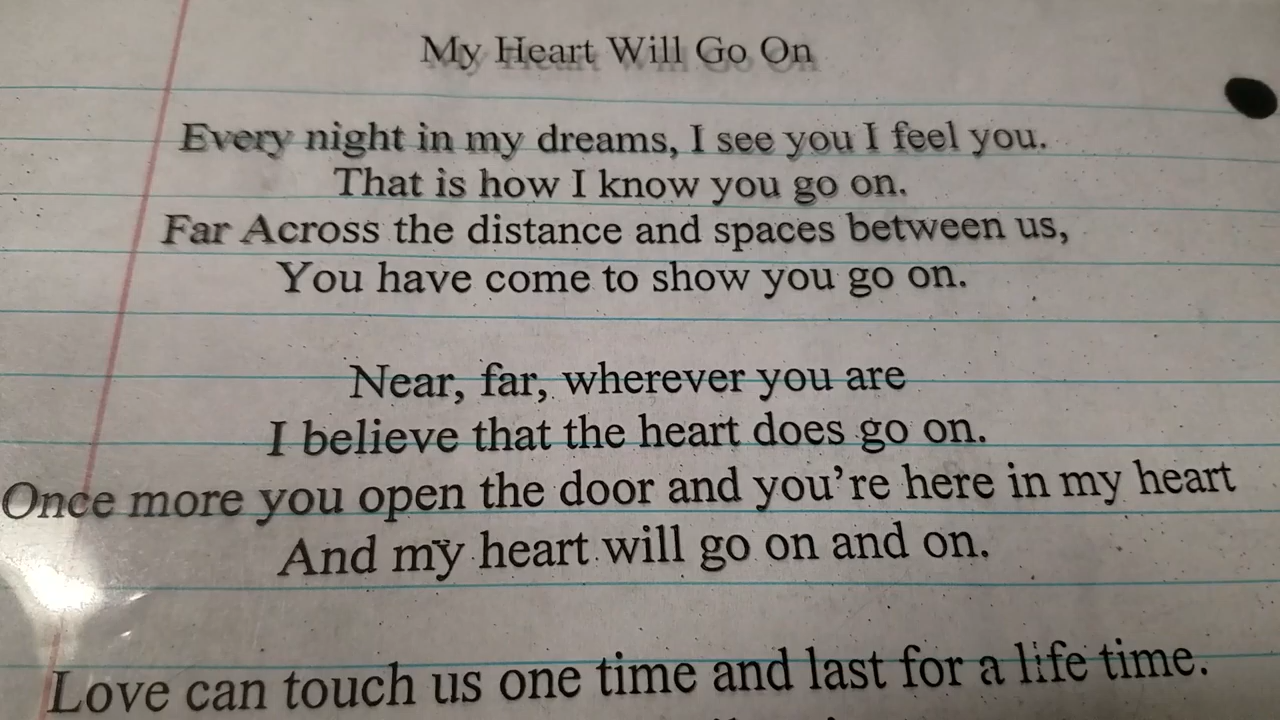 My Heart Will Go On
Every night in my dreams, I see you I feel you.
That is how I know you go on.
Far Across the distance and spaces between us,
You have come to show you go on.
Near, far, wherever you are
I believe that the heart does go on.
Once more you open the door and you're here in my heart
And my heart will go on and on.
Love can touch us one time and last for a life time.